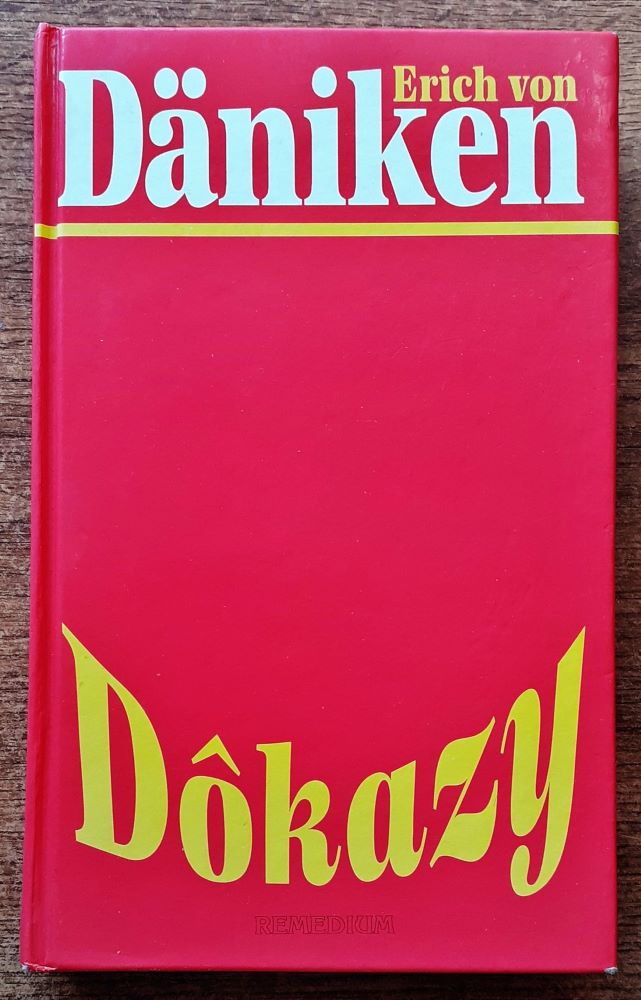 Erich von
Däniken
Dôkazy
REMEDIUM